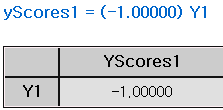 yScores1 = (-1.00000) Y1
YScores1
Y1 -1,00000